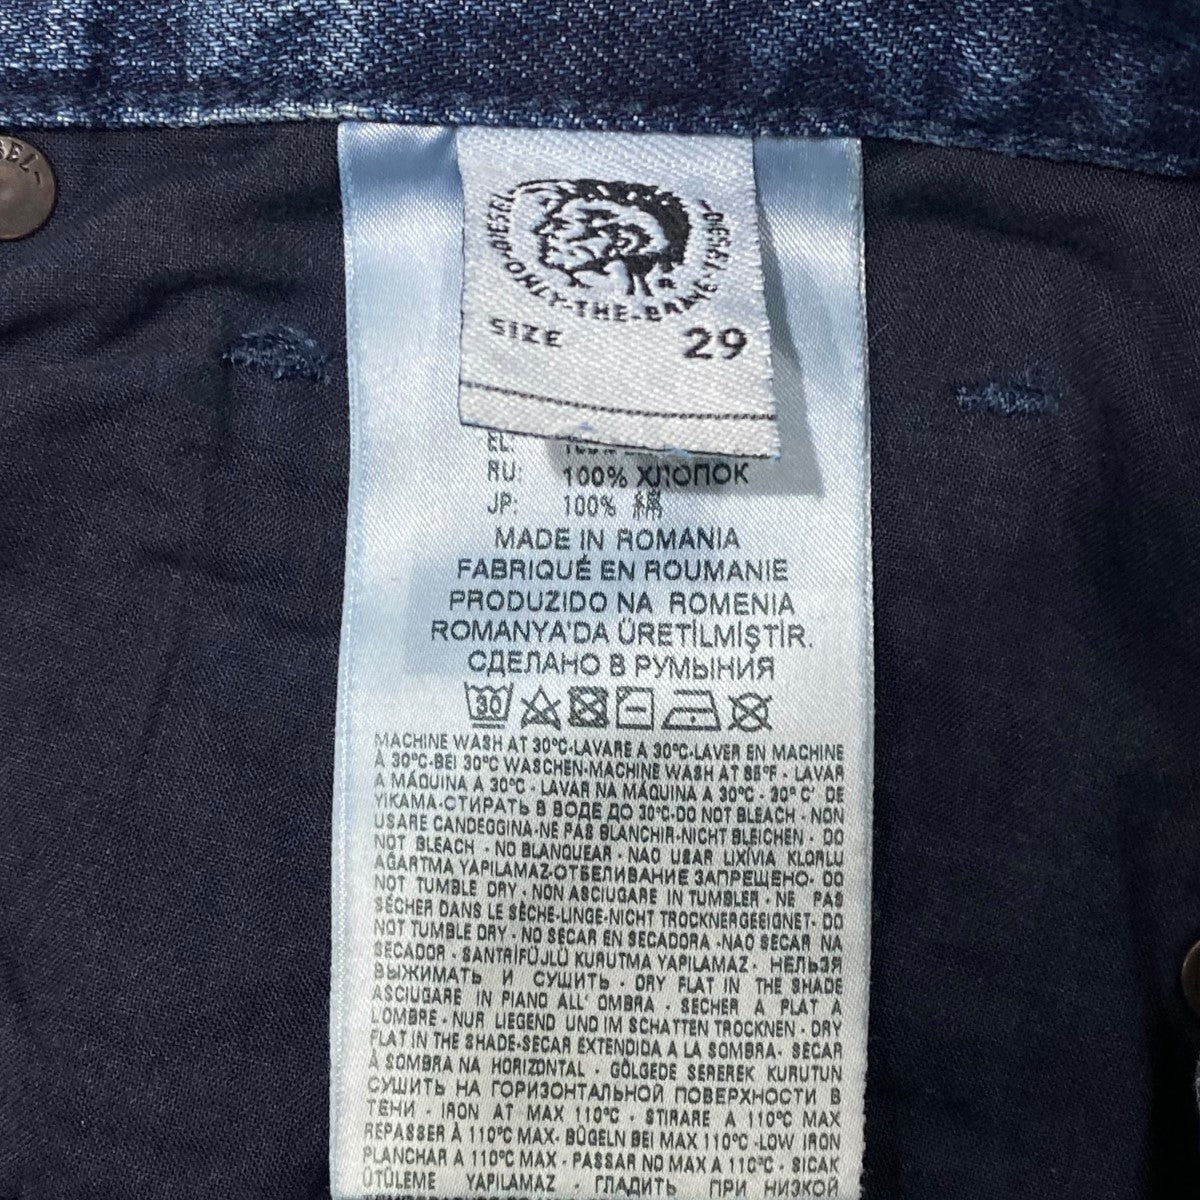 DIESEL-ONLY-THE-BRAVE-DIESEL
SIZE 29
EL: 100%
RU: 100% ХЛОПОК
JP: 100% 綿
MADE IN ROMANIA
FABRIQUÉ EN ROUMANIE
PRODUZIDO NA ROMENIA
ROMANYA'DA ÜRETİLMİŞTİR.
СДЕЛАНО В РУМЫНИЯ
30
MACHINE WASH AT 30°C-LAVARE A 30°C-LAVER EN MACHINE
À 30°C-BEI 30°C WASCHEN-MACHINE WASH AT 85°F - LAVAR
A MÁQUINA A 30°C - LAVAR NA MÁQUINA A 30°C - 30° C' DE
YIKAMA-СТИРАТЬ В ВОДЕ ДО 30°C-DO NOT BLEACH - NON
USARE CANDEGGINA-NE PAS BLANCHIR-NICHT BLEICHEN - DO
NOT BLEACH - NO BLANQUEAR - NAO USAR LIXÍVIA KLORLU
AĞARTMA YAPILAMAZ-ОТБЕЛИВАНИЕ ЗАПРЕЩЕНО- DO
NOT TUMBLE DRY - NON ASCIUGARE IN TUMBLER - NE PAS
SÉCHER DANS LE SÈCHE-LINGE-NICHT TROCKNERGEEIGNET- DO
NOT TUMBLE DRY - NO SECAR EN SECADORA -NAO SECAR NA
SECADOR - SANTRİFÜJLÜ KURUTMA YAPILAMAZ - НЕЛЬЗЯ
ВЫЖИМАТЬ И СУШИТЬ - DRY FLAT IN THE SHADE
ASCIUGARE IN PIANO ALL' OMBRA - SECHER A PLAT A
L'OMBRE - NUR LIEGEND UND IM SCHATTEN TROCKNEN - DRY
FLAT IN THE SHADE-SECAR EXTENDIDA A LA SOMBRA- SECAR
À SOMBRA NA HORIZONTAL - GÖLGEDE SEREREK KURUTUN
СУШИТЬ НА ГОРИЗОНТАЛЬНОЙ ПОВЕРХНОСТИ В
ТЕНИ - IRON AT MAX 110°C - STIRARE A 110°C MAX
REPASSER À 110°C MAX- BÜGELN BEI MAX 110°C -LOW IRON
PLANCHAR A 110°C MAX - PASSAR NO MAX A 110°C - SICAK
ÜTÜLEME YAPILAMAZ - ГЛАДИТЬ ПРИ НИЗКОЙ